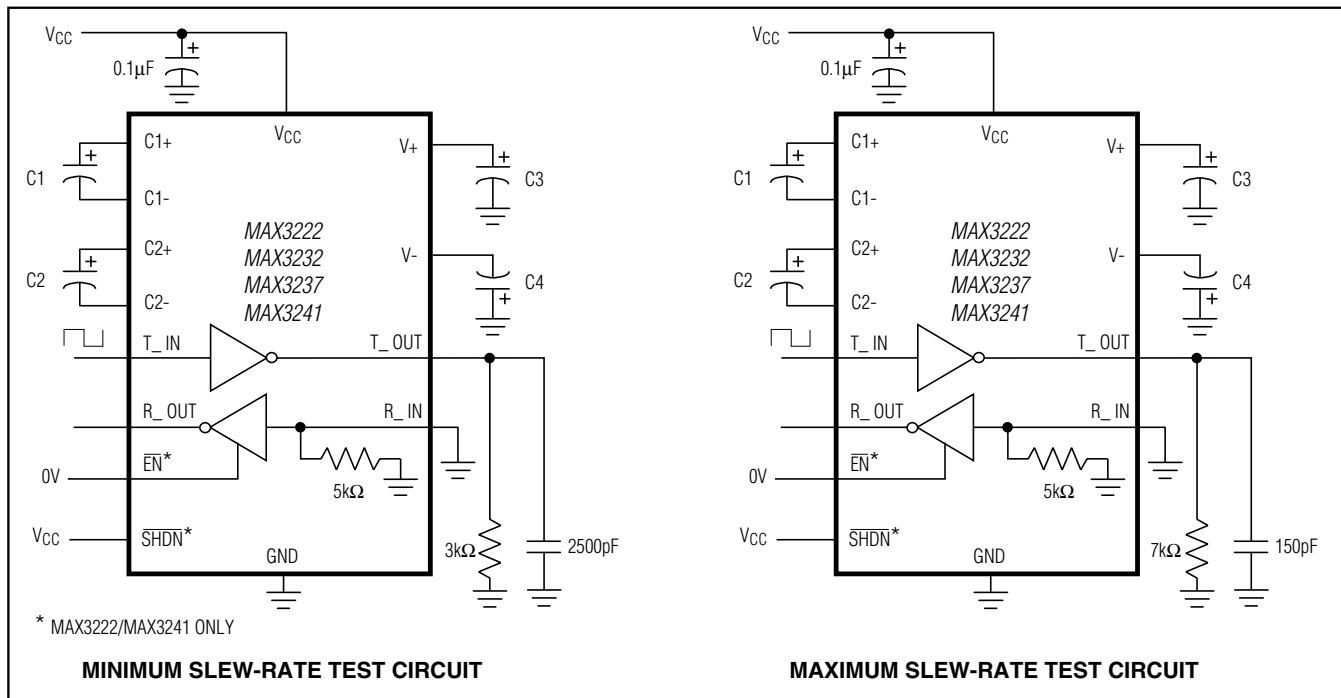 VCC
+
0.1µF
VCC
C1+
V+
+
+
C1
C3
C1-
C2+
MAX3222
+
MAX3232
V-
C2
MAX3237
C4
+
C2-
MAX3241
T_ IN
T_ OUT
R_ OUT
R_ IN
0V
EN*
5kΩ
VCC
SHDN*
3kΩ
2500pF
GND
* MAX3222/MAX3241 ONLY
MINIMUM SLEW-RATE TEST CIRCUIT
VCC
+
0.1µF
VCC
C1+
V+
+
+
C1
C3
C1-
C2+
MAX3222
+
MAX3232
V-
C2
MAX3237
C4
+
C2-
MAX3241
T_ IN
T_ OUT
R_ OUT
R_ IN
0V
EN*
5kΩ
VCC
SHDN*
7kΩ
150pF
GND
MAXIMUM SLEW-RATE TEST CIRCUIT